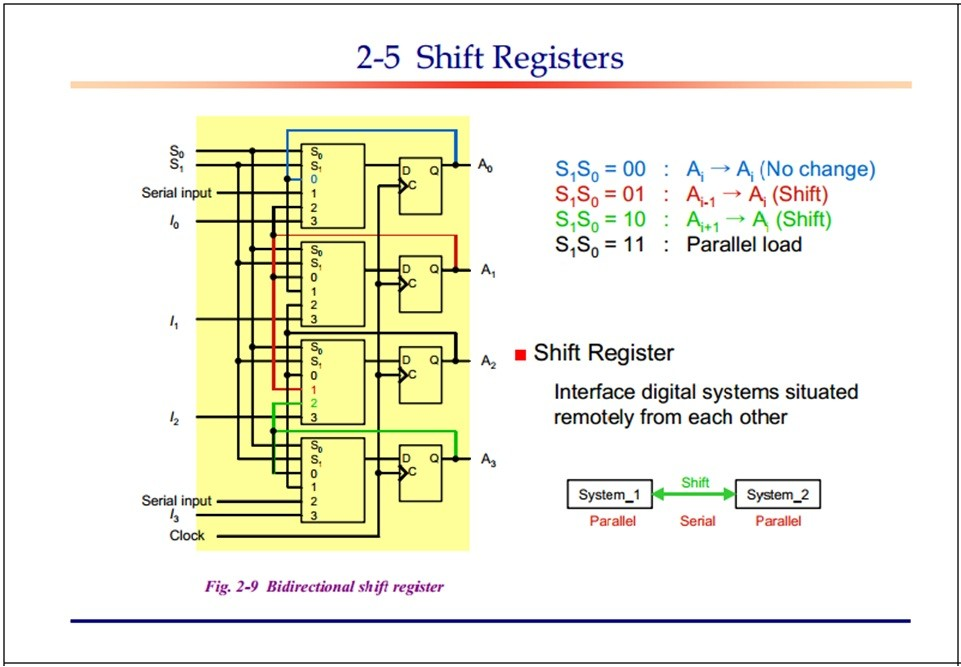 2-5 Shift Registers
S₀
S₁
Serial input
I₀
S₀
S₁
0
1
2
3
D Q
C
A₀
S₀
S₁
0
1
2
3
I₁
D Q
C
A₁
S₀
S₁
0
1
2
3
I₂
D Q
C
A₂
S₀
S₁
0
1
2
3
Serial input
I₃
Clock
D Q
C
A₃
S₁S₀ = 00 : Aᵢ → Aᵢ (No change)
S₁S₀ = 01 : Aᵢ₋₁ → Aᵢ (Shift)
S₁S₀ = 10 : Aᵢ₊₁ → Aᵢ (Shift)
S₁S₀ = 11 : Parallel load
Shift Register
Interface digital systems situated
remotely from each other
System_1 Shift System_2
Parallel Serial Parallel
Fig. 2-9 Bidirectional shift register